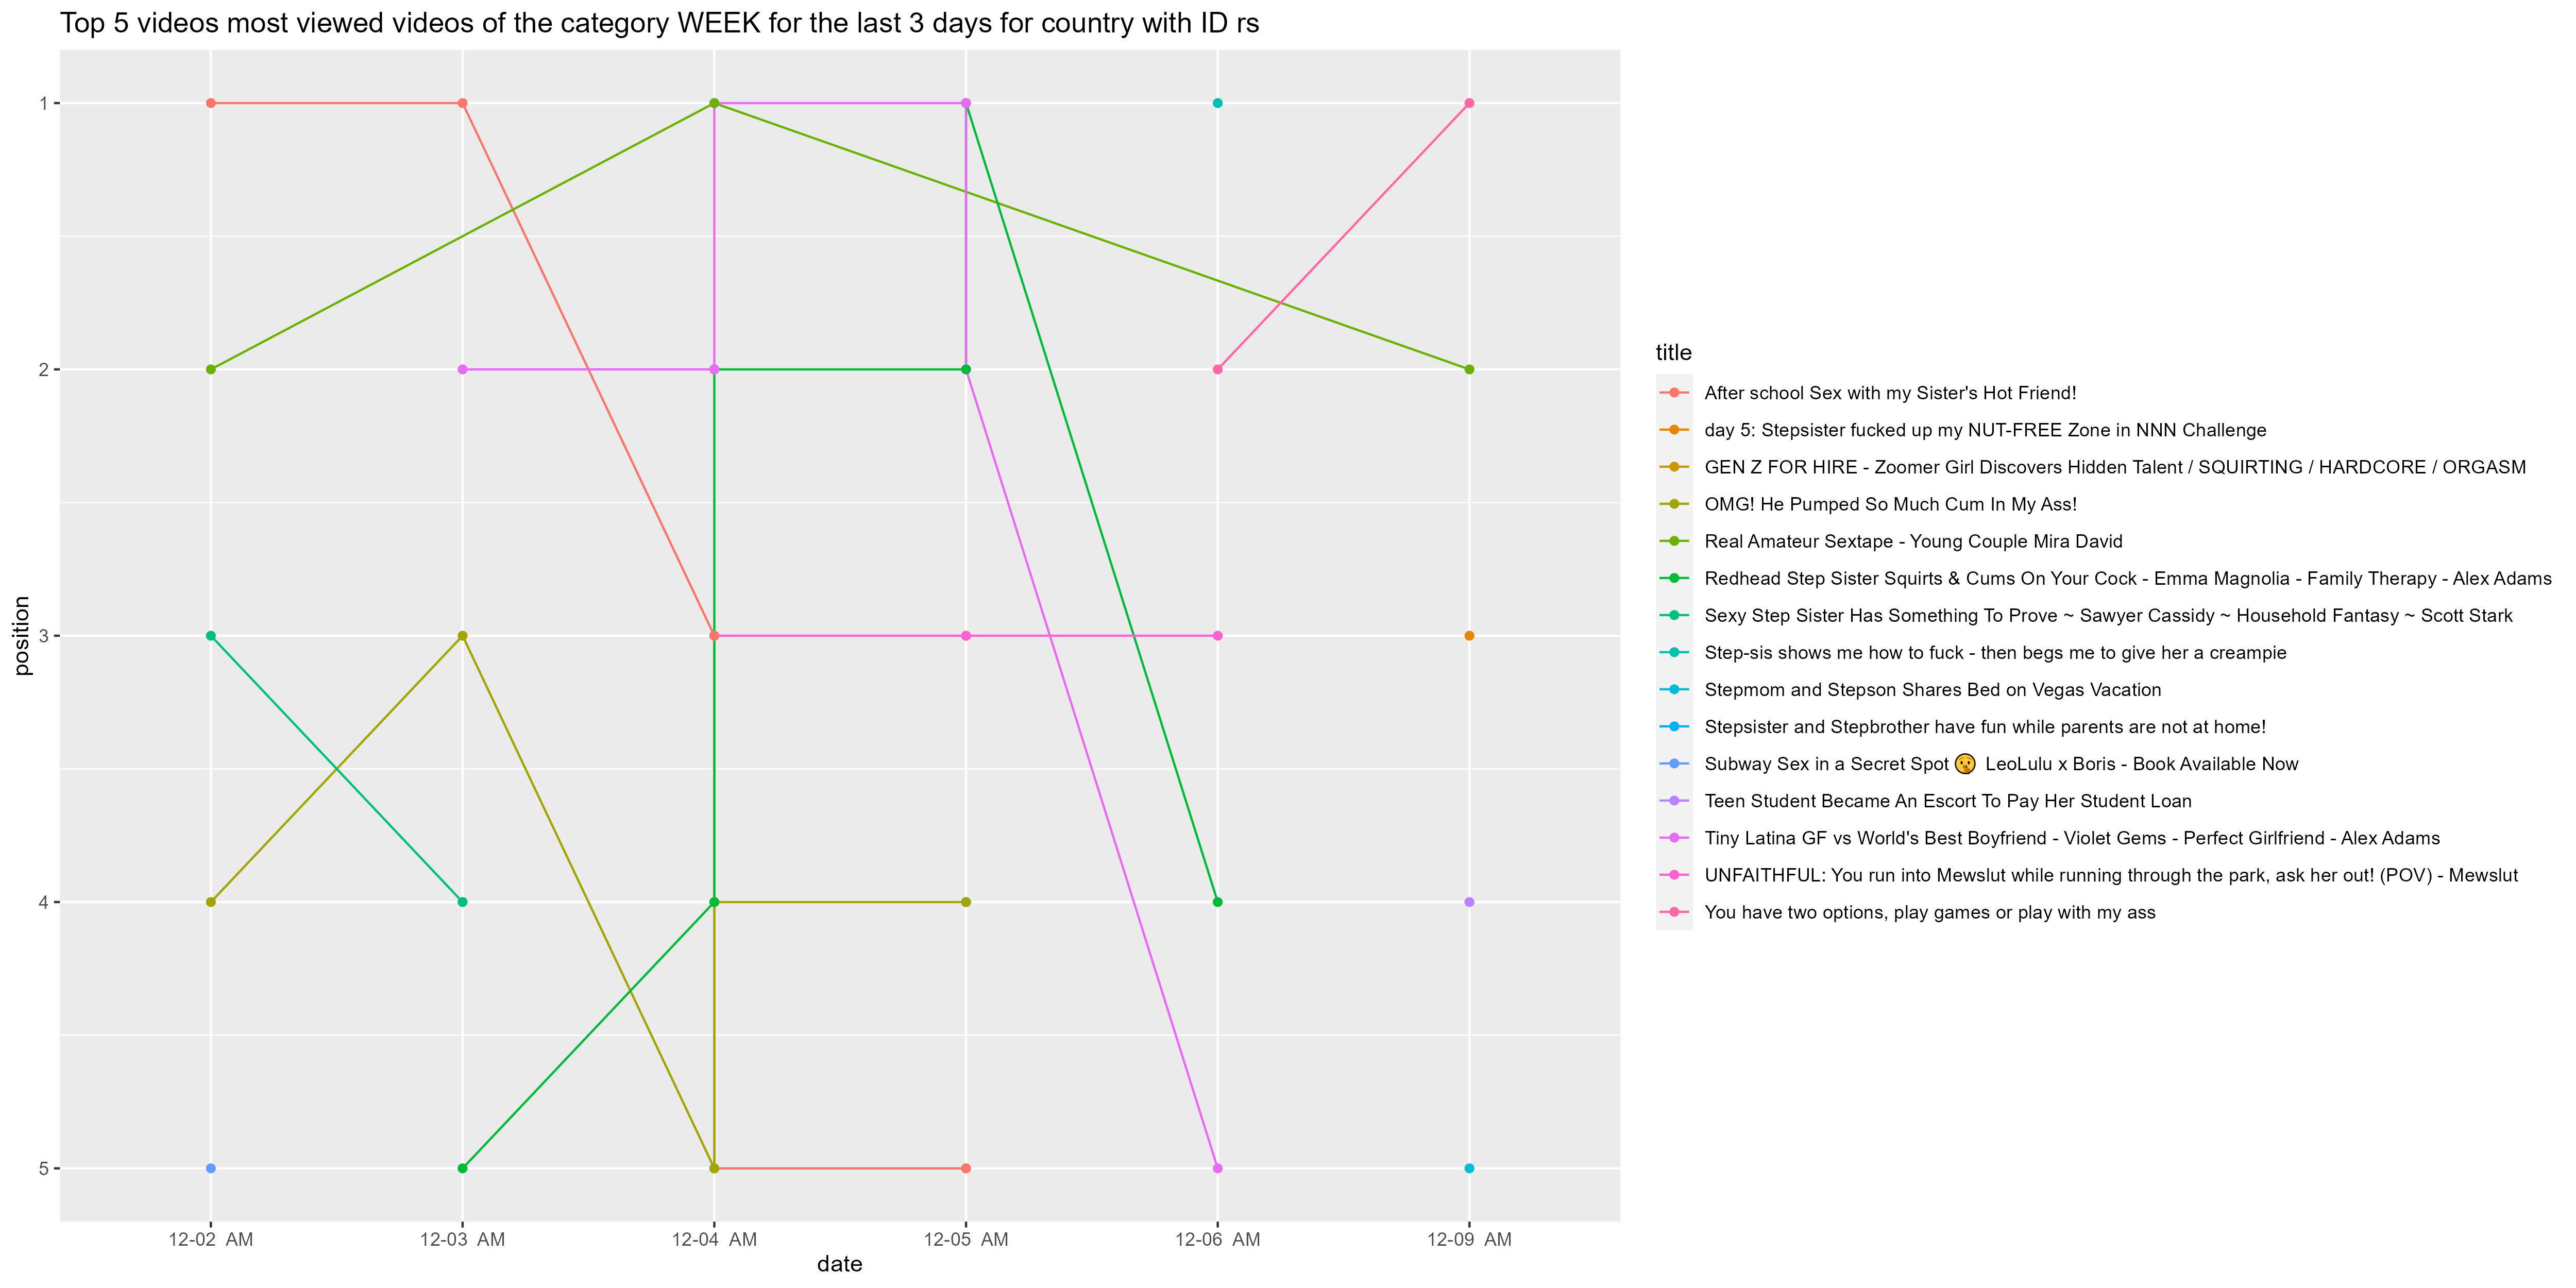 Top 5 videos most viewed videos of the category WEEK for the last 3 days for country with ID rs
position
1
2
3
4
5
12-02 AM
12-03 AM
12-04 AM
12-05 AM
12-06 AM
12-09 AM
date
title
After school Sex with my Sister's Hot Friend!
day 5: Stepsister fucked up my NUT-FREE Zone in NNN Challenge
GEN Z FOR HIRE - Zoomer Girl Discovers Hidden Talent / SQUIRTING / HARDCORE / ORGASM
OMG! He Pumped So Much Cum In My Ass!
Real Amateur Sextape - Young Couple Mira David
Redhead Step Sister Squirts & Cums On Your Cock - Emma Magnolia - Family Therapy - Alex Adams
Sexy Step Sister Has Something To Prove ~ Sawyer Cassidy ~ Household Fantasy ~ Scott Stark
Step-sis shows me how to fuck - then begs me to give her a creampie
Stepmom and Stepson Shares Bed on Vegas Vacation
Stepsister and Stepbrother have fun while parents are not at home!
Subway Sex in a Secret Spot 🤫 LeoLulu x Boris - Book Available Now
Teen Student Became An Escort To Pay Her Student Loan
Tiny Latina GF vs World's Best Boyfriend - Violet Gems - Perfect Girlfriend - Alex Adams
UNFAITHFUL: You run into Mewslut while running through the park, ask her out! (POV) - Mewslut
You have two options, play games or play with my ass